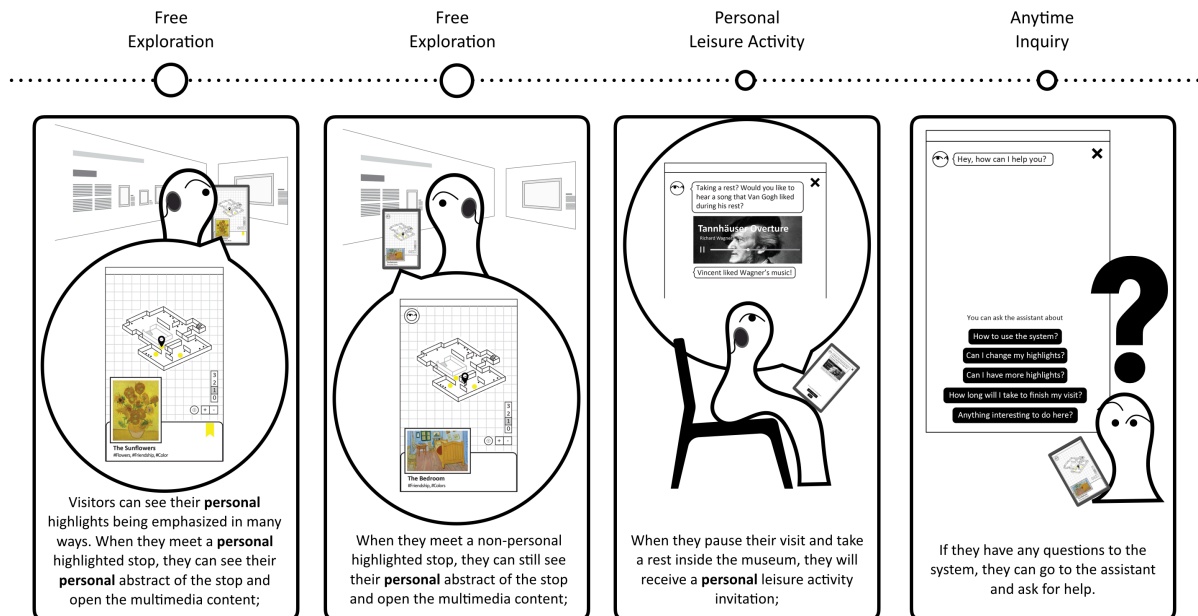 Free
Exploration
Free
Exploration
Personal
Leisure Activity
Anytime
Inquiry
3
2
1
0
+ -
The Sunflowers
#Flowers, #Friendship, #Color
Visitors can see their personal
highlights being emphasized in many
ways. When they meet a personal
highlighted stop, they can see their
personal abstract of the stop and
open the multimedia content;
3
2
1
0
+ -
The Bedroom
#Friendship, #Colors
When they meet a non-personal
highlighted stop, they can still see
their personal abstract of the stop
and open the multimedia content;
Taking a rest? Would you like to
hear a song that Van Gogh liked
during his rest?
Tannhäuser Overture
Richard Wagner
Vincent liked Wagner's music!
When they pause their visit and take
a rest inside the museum, they will
receive a personal leisure activity
invitation;
Hey, how can I help you?
?
You can ask the assistant about
How to use the system?
Can I change my highlights?
Can I have more highlights?
How long will I take to finish my visit?
Anything interesting to do here?
If they have any questions to the
system, they can go to the assistant
and ask for help.